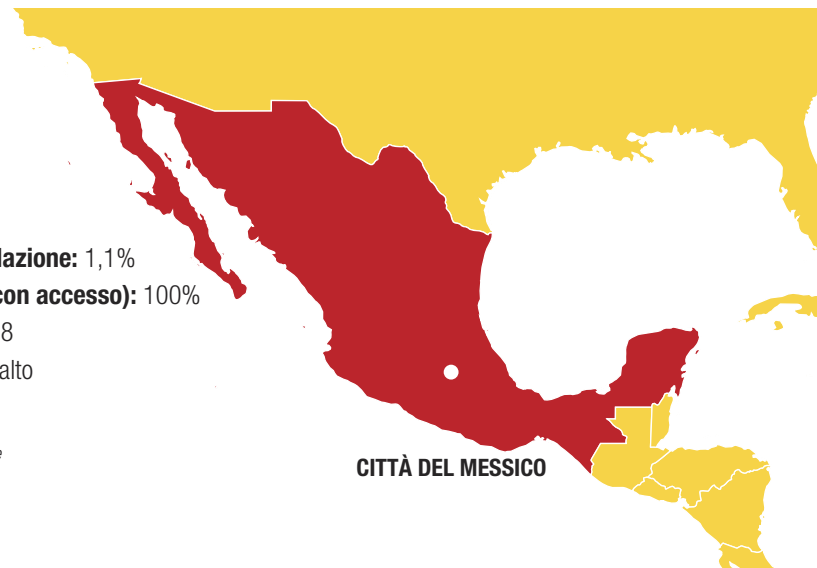 lazione: 1,1%
con accesso): 100%
8
alto
e
CITTÀ DEL MESSICO